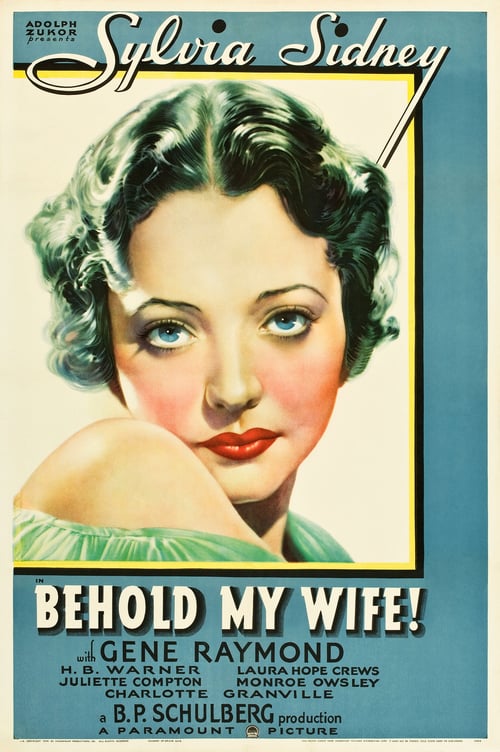 ADOLPH
ZUKOR
presents
Sylvia Sidney
IN
BEHOLD MY WIFE!
with GENE RAYMOND
H. B. WARNER LAURA HOPE CREWS
JULIETTE COMPTON MONROE OWSLEY
CHARLOTTE GRANVILLE
a B.P. SCHULBERG production
A PARAMOUNT PICTURE